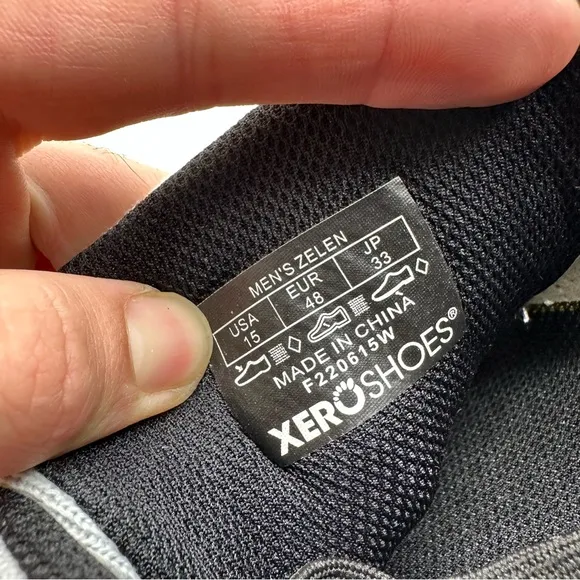 MEN'S ZELEN
USA EUR JP
15 48 33
MADE IN CHINA
F220615W
XEROSHOES®